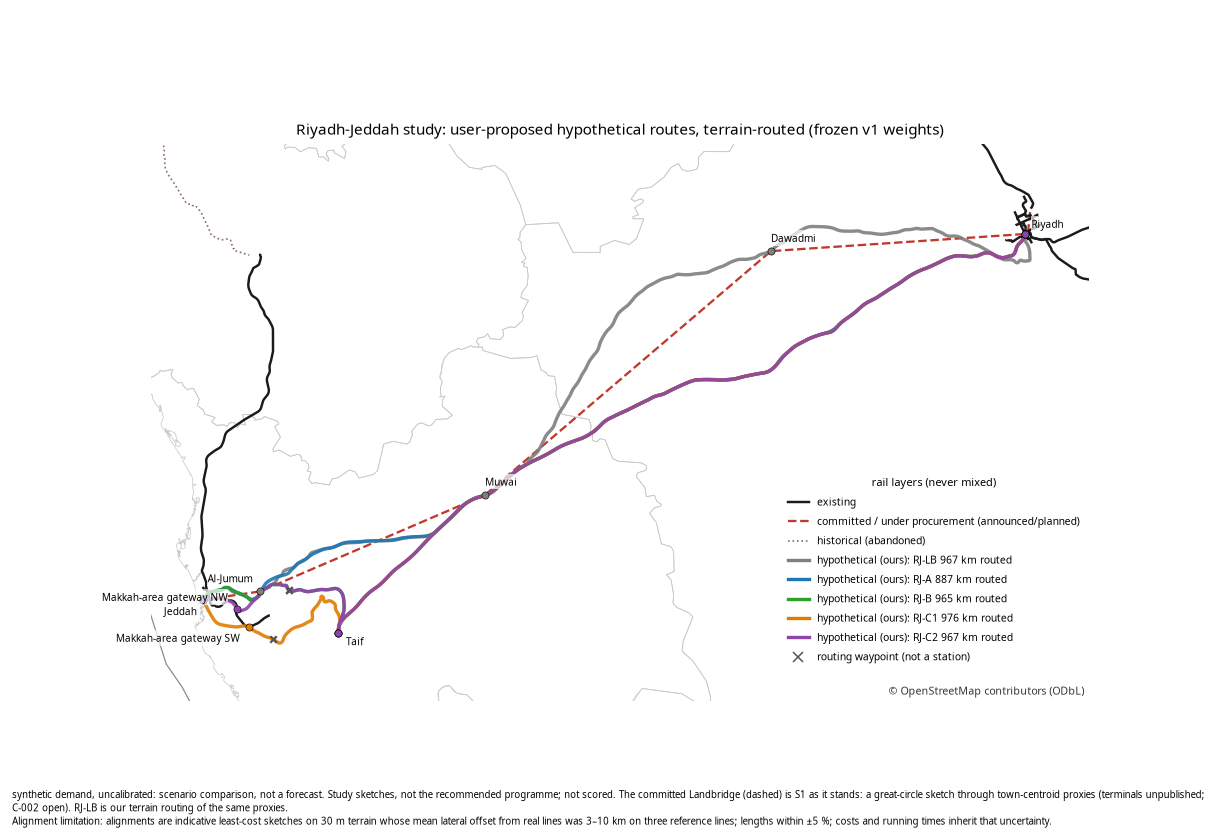 Riyadh-Jeddah study: user-proposed hypothetical routes, terrain-routed (frozen v1 weights)
Riyadh
Dawadmi
Muwai
rail layers (never mixed)
existing
committed / under procurement (announced/planned)
historical (abandoned)
hypothetical (ours): RJ-LB 967 km routed
hypothetical (ours): RJ-A 887 km routed
hypothetical (ours): RJ-B 965 km routed
hypothetical (ours): RJ-C1 976 km routed
hypothetical (ours): RJ-C2 967 km routed
routing waypoint (not a station)
Al-Jumum
Makkah-area gateway NW
Jeddah
Makkah-area gateway SW
Taif
© OpenStreetMap contributors (ODbL)
synthetic demand, uncalibrated: scenario comparison, not a forecast. Study sketches, not the recommended programme; not scored. The committed Landbridge (dashed) is S1 as it stands: a great-circle sketch through town-centroid proxies (terminals unpublished;
C-002 open). RJ-LB is our terrain routing of the same proxies.
Alignment limitation: alignments are indicative least-cost sketches on 30 m terrain whose mean lateral offset from real lines was 3–10 km on three reference lines; lengths within ±5 %; costs and running times inherit that uncertainty.